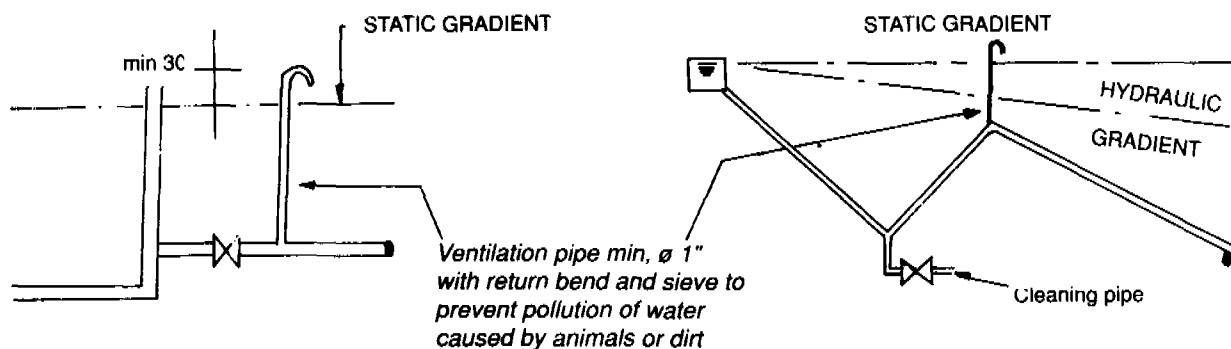 STATIC GRADIENT
min 30
STATIC GRADIENT
HYDRAULIC
GRADIENT
Ventilation pipe min, ø 1"
with return bend and sieve to
prevent pollution of water
caused by animals or dirt
Cleaning pipe